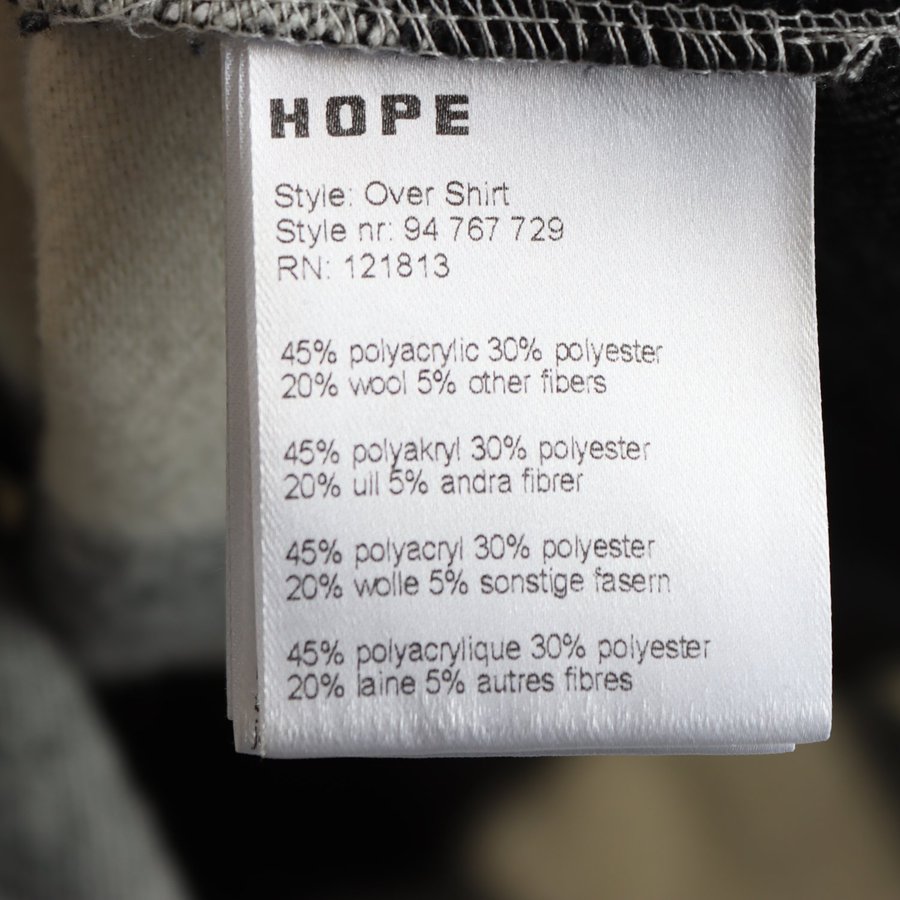 HOPE
Style: Over Shirt
Style nr: 94 767 729
RN: 121813
45% polyacrylic 30% polyester
20% wool 5% other fibers
45% polyakryl 30% polyester
20% ull 5% andra fibrer
45% polyacryl 30% polyester
20% wolle 5% sonstige fasern
45% polyacrylique 30% polyester
20% laine 5% autres fibres